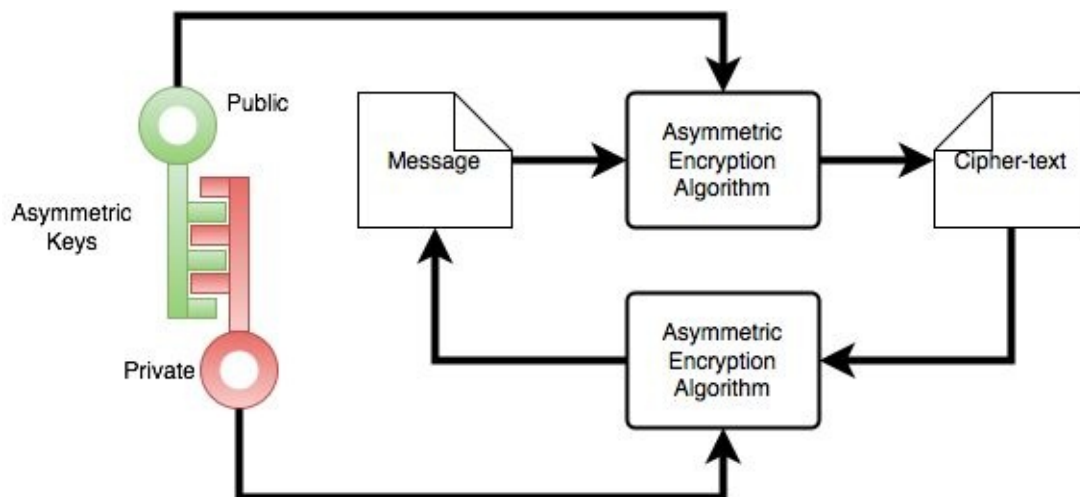 Public
Asymmetric
Keys
Private
Message
Asymmetric
Encryption
Algorithm
Cipher-text
Asymmetric
Encryption
Algorithm